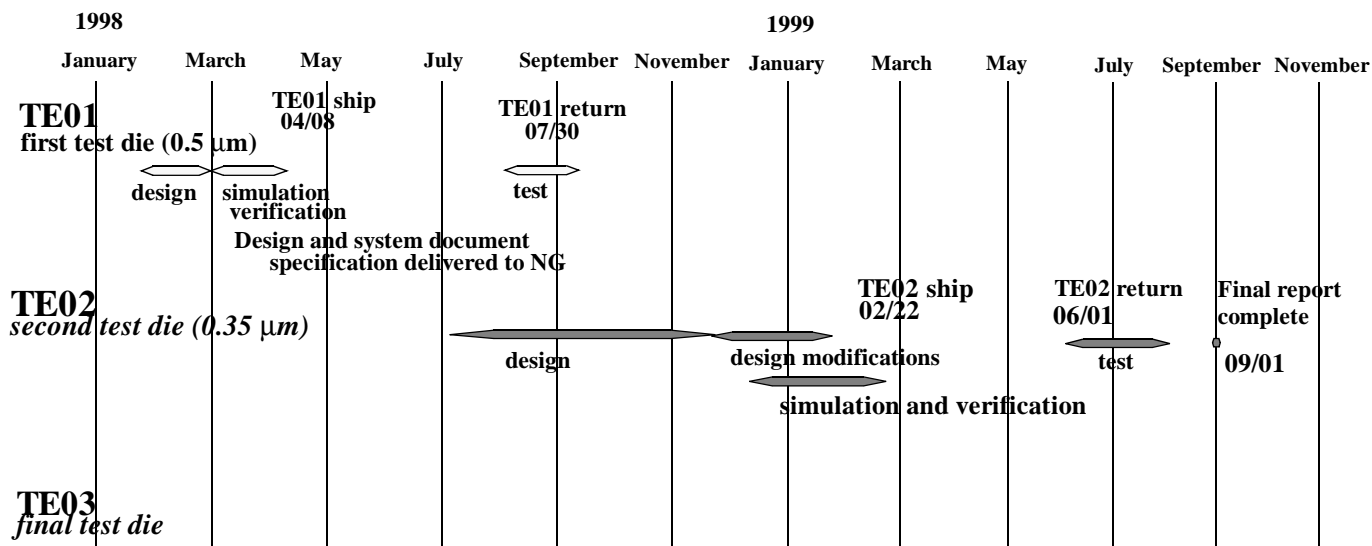 1998
1999
January March May July September November January March May July September November
TE01
first test die (0.5 μm)
TE01 ship
04/08
TE01 return
07/30
design
simulation
verification
test
Design and system document
specification delivered to NG
TE02
second test die (0.35 μm)
TE02 ship
02/22
TE02 return
06/01
Final report
complete
design
design modifications
test
09/01
simulation and verification
TE03
final test die